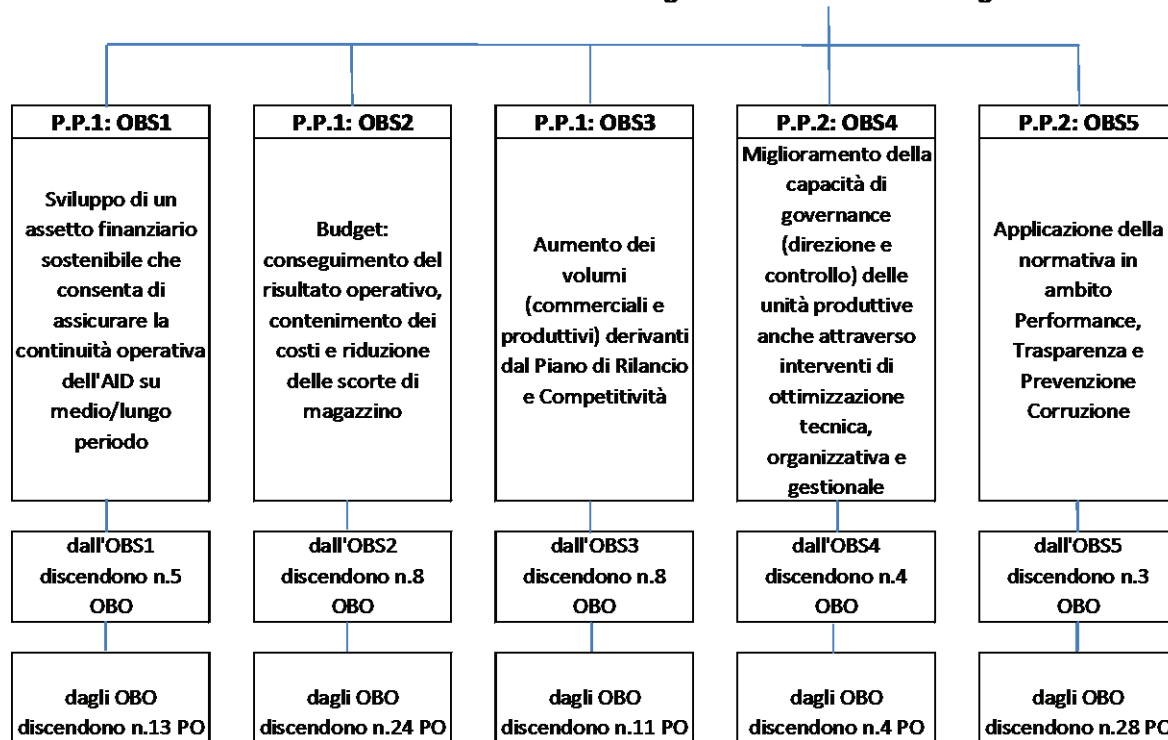 P.P.1: OBS1
Sviluppo di un
assetto finanziario
sostenibile che
consenta di
assicurare la
continuità operativa
dell'AID su
medio/lungo
periodo
dall'OBS1
discendono n.5
OBO
dagli OBO
discendono n.13 PO
P.P.1: OBS2
Budget:
conseguimento del
risultato operativo,
contenimento dei
costi e riduzione
delle scorte di
magazzino
dall'OBS2
discendono n.8
OBO
dagli OBO
discendono n.24 PO
P.P.1: OBS3
Aumento dei
volumi
(commerciali e
produttivi) derivanti
dal Piano di Rilancio
e Competitività
dall'OBS3
discendono n.8
OBO
dagli OBO
discendono n.11 PO
P.P.2: OBS4
Miglioramento della
capacità di
governance
(direzione e
controllo) delle
unità produttive
anche attraverso
interventi di
ottimizzazione
tecnica,
organizzativa e
gestionale
dall'OBS4
discendono n.4
OBO
dagli OBO
discendono n.4 PO
P.P.2: OBS5
Applicazione della
normativa in
ambito
Performance,
Trasparenza e
Prevenzione
Corruzione
dall'OBS5
discendono n.3
OBO
dagli OBO
discendono n.28 PO